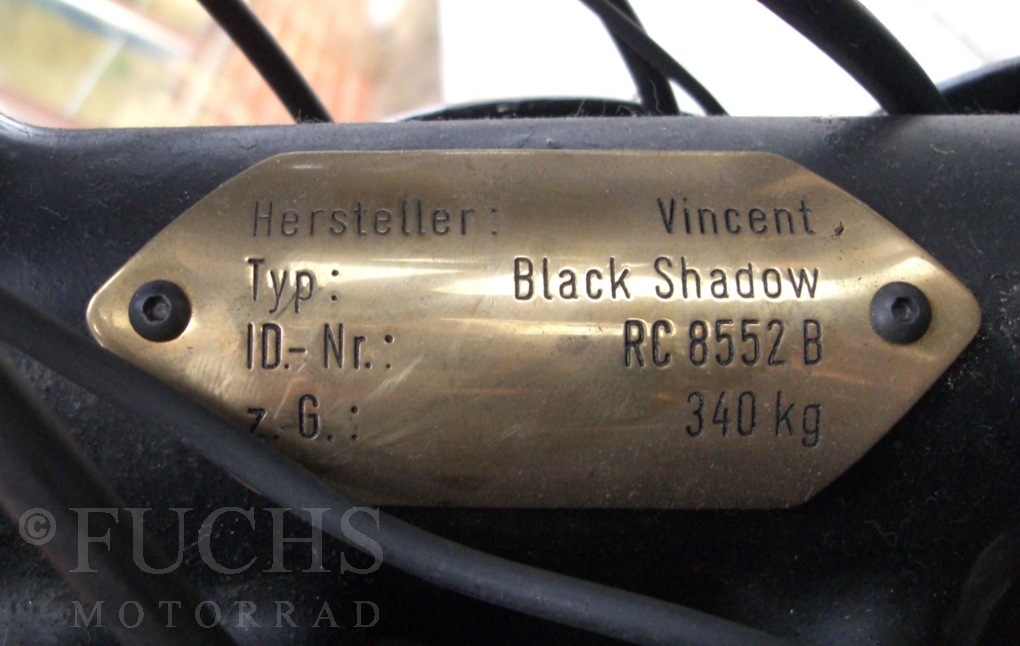 Hersteller: Vincent
Typ: Black Shadow
ID.-Nr.: RC 8552 B
z. G.: 340 kg
© FUCHS
MOTORRAD